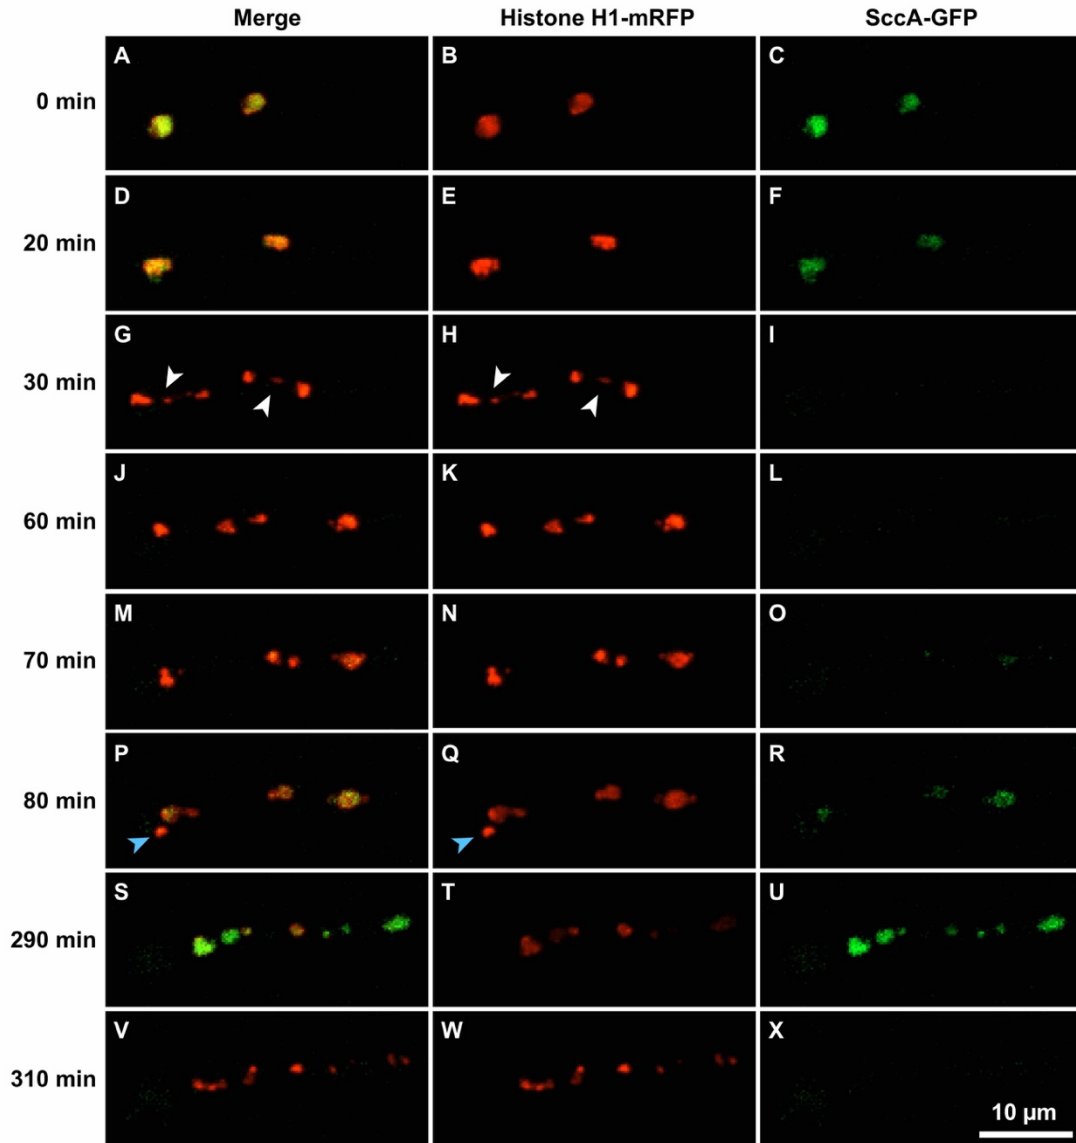 Merge Histone H1-mRFP SccA-GFP
0 min A B C
20 min D E F
30 min G H I
60 min J K L
70 min M N O
80 min P Q R
290 min S T U
310 min V W X
10 µm